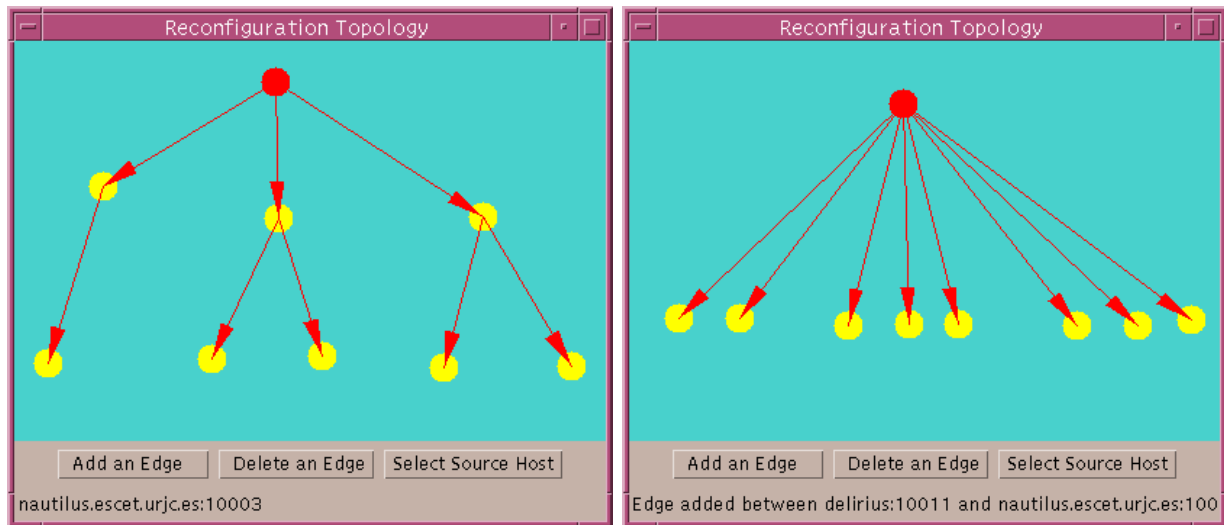 Reconfiguration Topology
Add an Edge
Delete an Edge
Select Source Host
nautilus.escet.urjc.es:10003
Reconfiguration Topology
Add an Edge
Delete an Edge
Select Source Host
Edge added between delirius:10011 and nautilus.escet.urjc.es:100